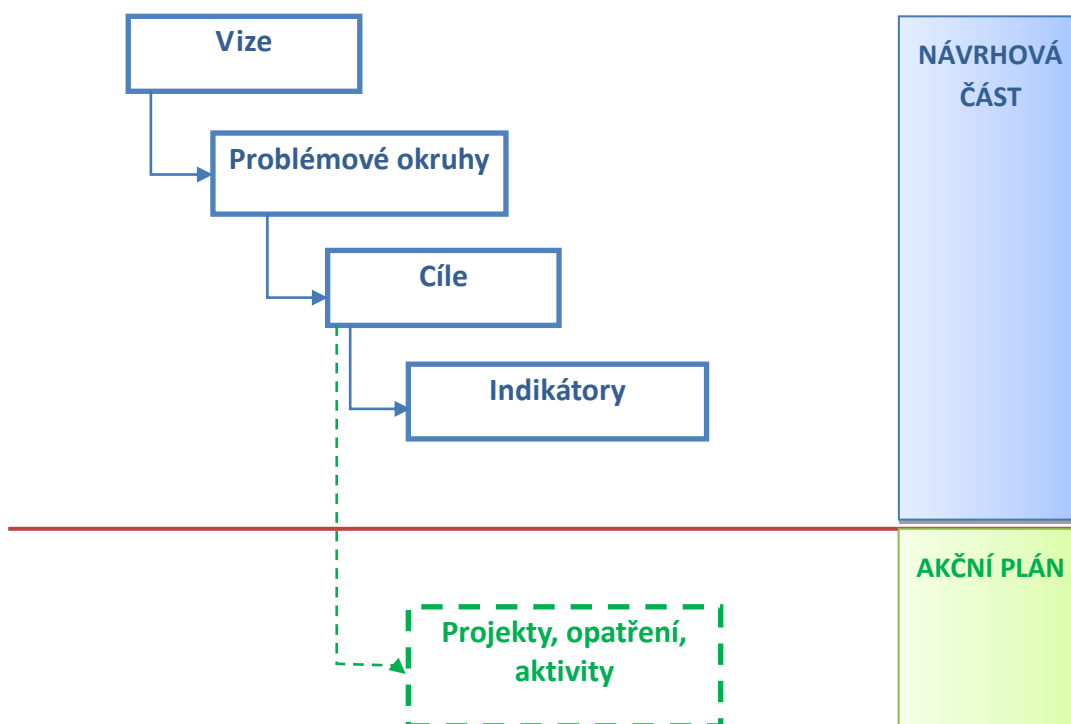 Vize
NÁVRHOVÁ
ČÁST
Problémové okruhy
Cíle
Indikátory
AKČNÍ PLÁN
Projekty, opatření,
aktivity